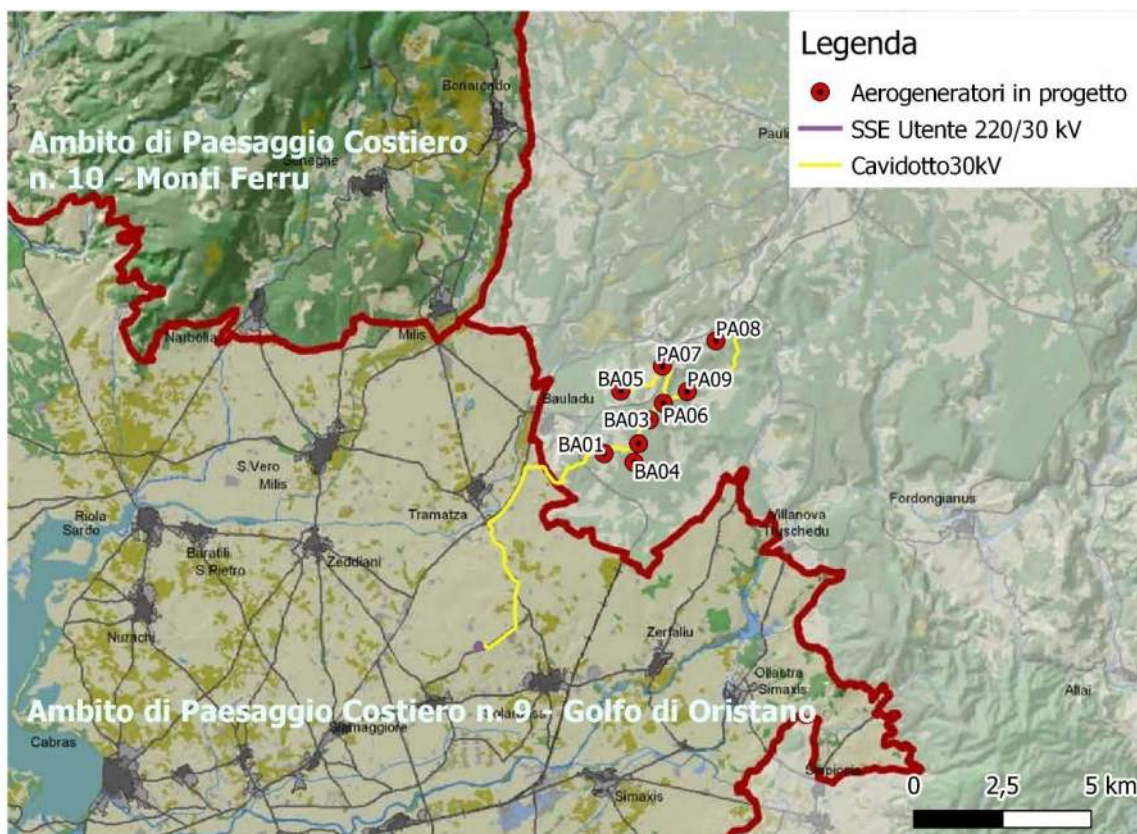 Legenda
Aerogeneratori in progetto
SSE Utente 220/30 kV
Cavidotto30kV
Bonarcado
Pauli
Ambito di Paesaggio Costiero
Seneghe
n. 10 - Monti Ferru
Narbolia
Milis
PA08
PA07
BA05
PA09
Bauladu
BA03
PA06
BA01
BA04
S.Vero
Milis
Tramatza
Riola
Sardo
Baratili
S.Pietro
Zeddiani
Villanova
Truschedu
Fordongianus
Nurachi
Zerfaliu
Ollastra
Simaxis
Allai
Ambito di Paesaggio Costiero n. 9 - Golfo di Oristano
Cabras
Simaxis
0 2,5 5 km